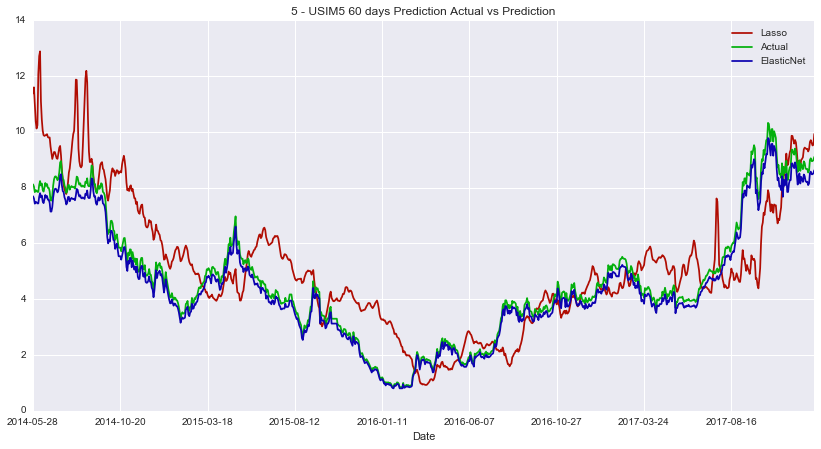 5 - USIM5 60 days Prediction Actual vs Prediction
14
12
10
8
6
4
2
0
Lasso
Actual
ElasticNet
2014-05-28 2014-10-20 2015-03-18 2015-08-12 2016-01-11 2016-06-07 2016-10-27 2017-03-24 2017-08-16
Date